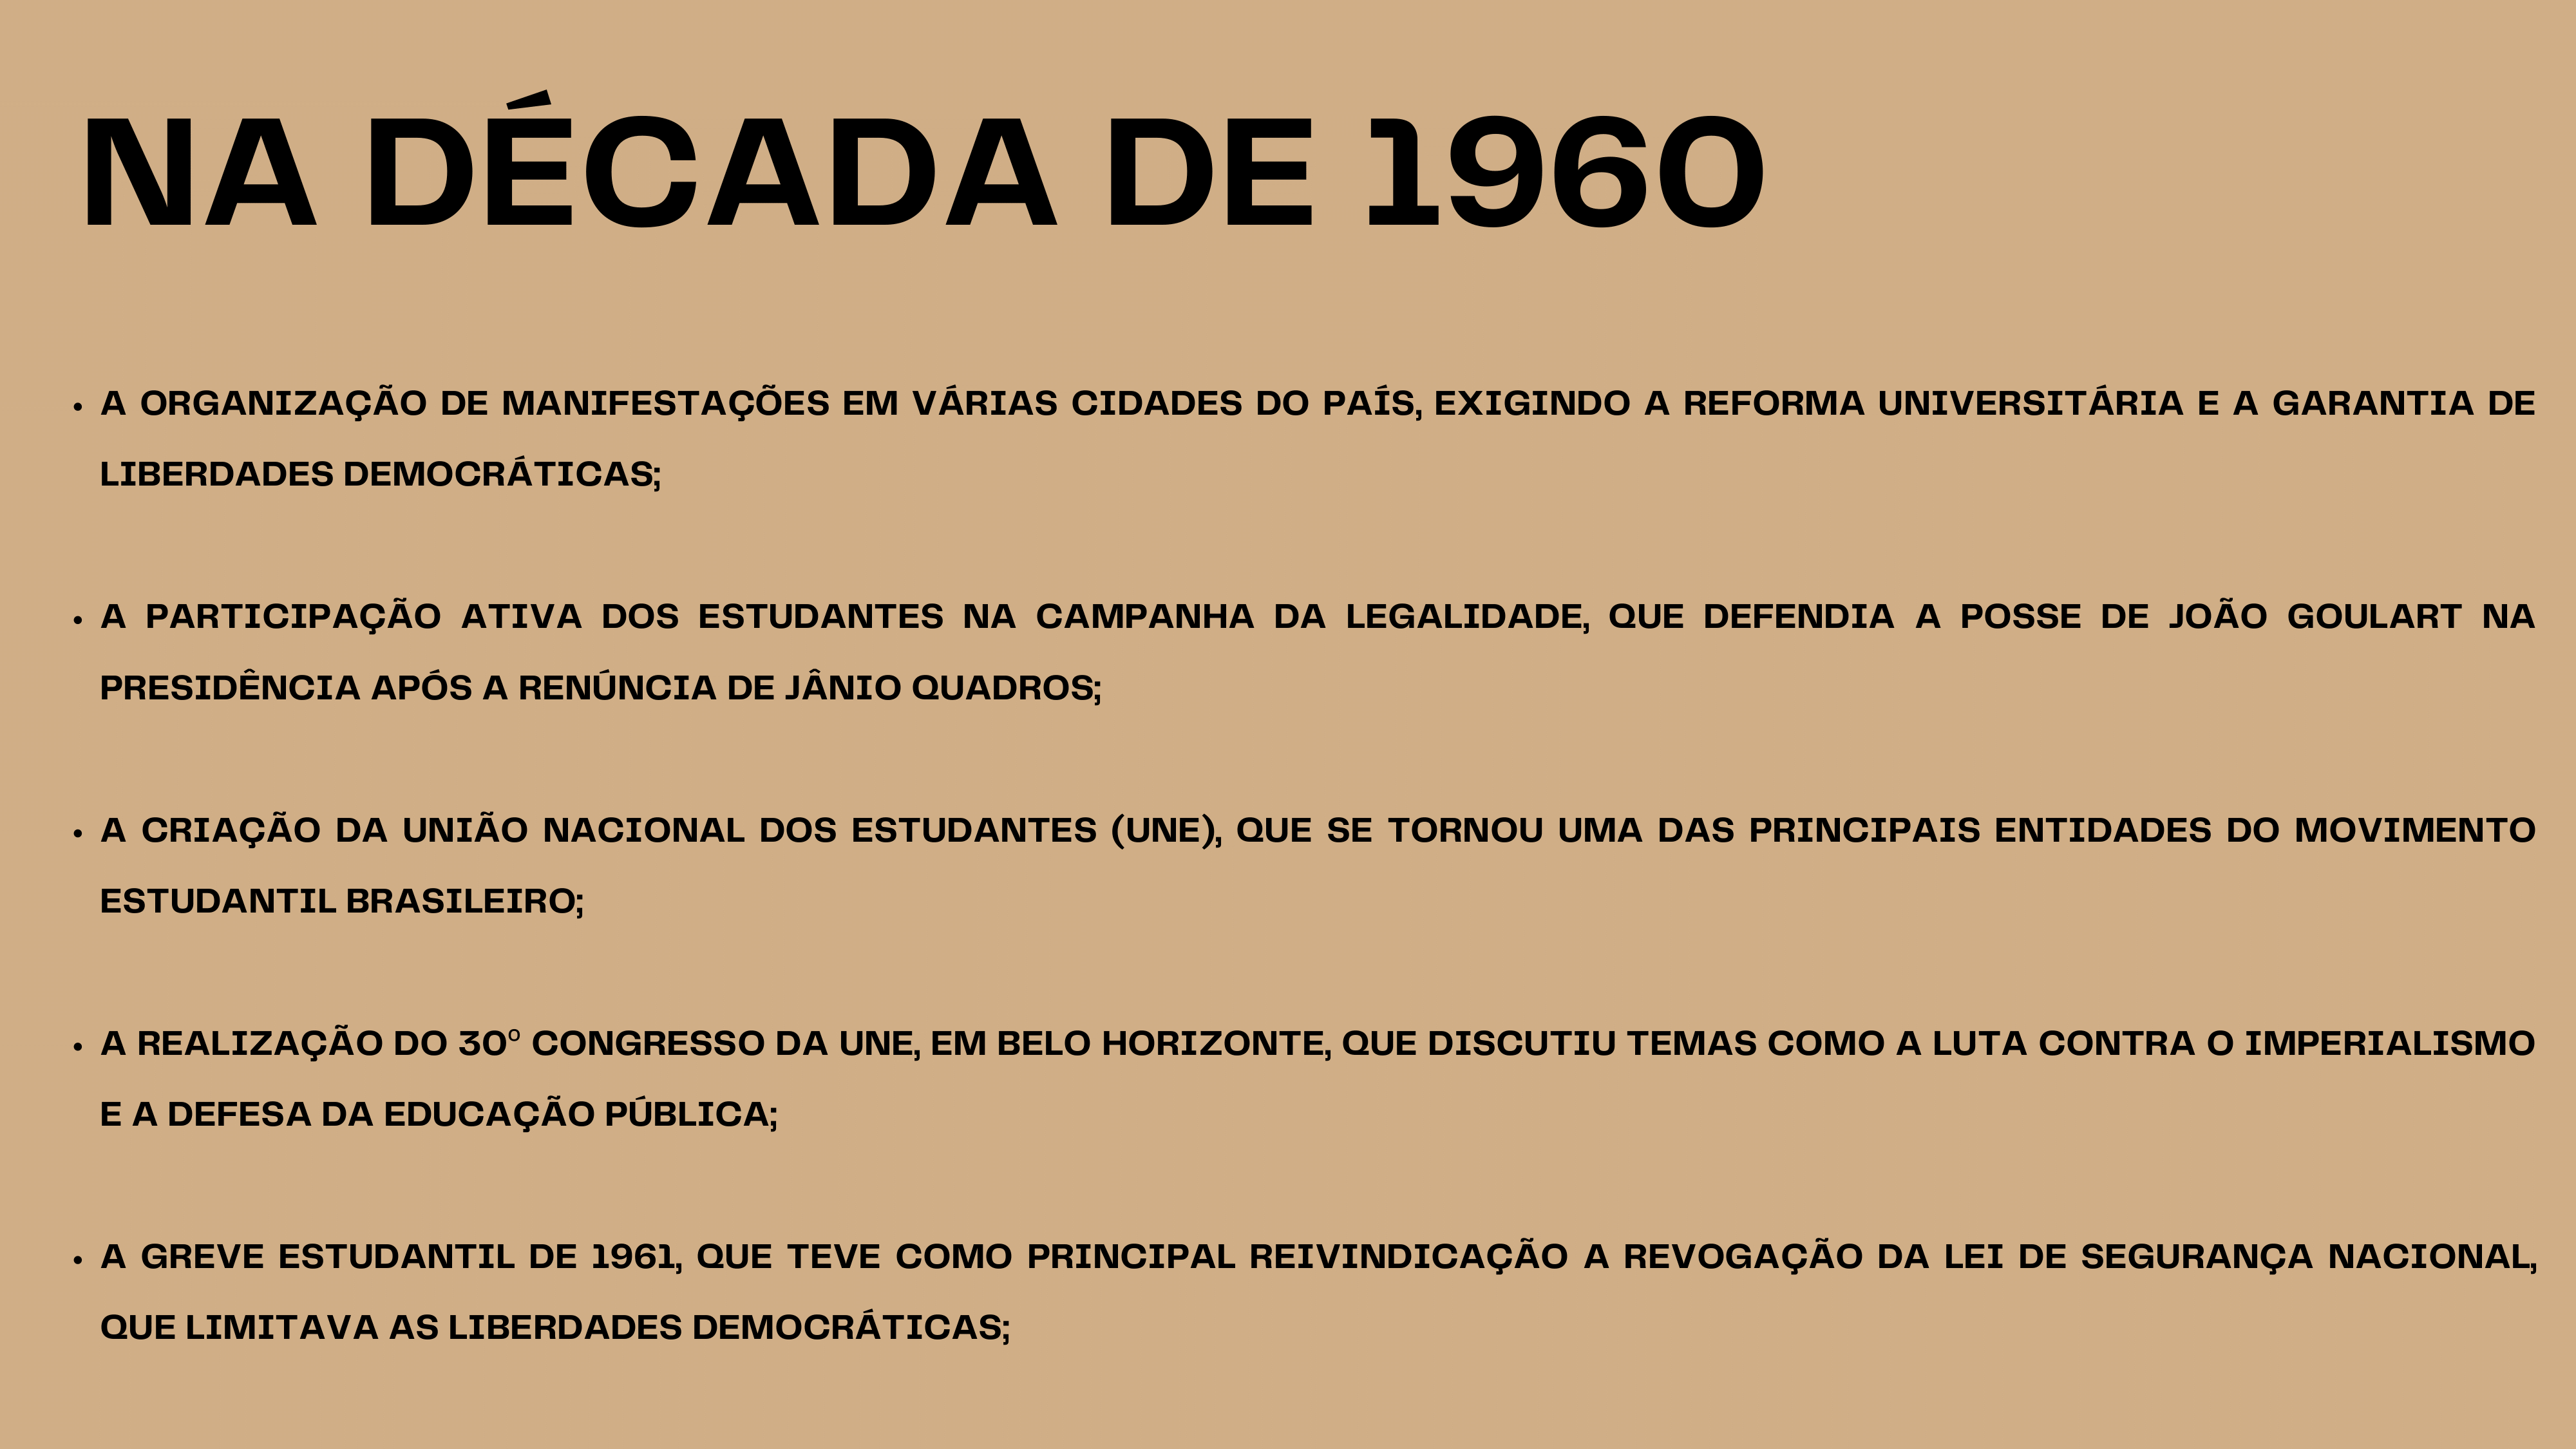 NA DÉCADA DE 1960
• A ORGANIZAÇÃO DE MANIFESTAÇÕES EM VÁRIAS CIDADES DO PAÍS, EXIGINDO A REFORMA UNIVERSITÁRIA E A GARANTIA DE
LIBERDADES DEMOCRÁTICAS;
• A PARTICIPAÇÃO ATIVA DOS ESTUDANTES NA CAMPANHA DA LEGALIDADE, QUE DEFENDIA A POSSE DE JOÃO GOULART NA
PRESIDÊNCIA APÓS A RENÚNCIA DE JÂNIO QUADROS;
• A CRIAÇÃO DA UNIÃO NACIONAL DOS ESTUDANTES (UNE), QUE SE TORNOU UMA DAS PRINCIPAIS ENTIDADES DO MOVIMENTO
ESTUDANTIL BRASILEIRO;
• A REALIZAÇÃO DO 30º CONGRESSO DA UNE, EM BELO HORIZONTE, QUE DISCUTIU TEMAS COMO A LUTA CONTRA O IMPERIALISMO
E A DEFESA DA EDUCAÇÃO PÚBLICA;
• A GREVE ESTUDANTIL DE 1961, QUE TEVE COMO PRINCIPAL REIVINDICAÇÃO A REVOGAÇÃO DA LEI DE SEGURANÇA NACIONAL,
QUE LIMITAVA AS LIBERDADES DEMOCRÁTICAS;